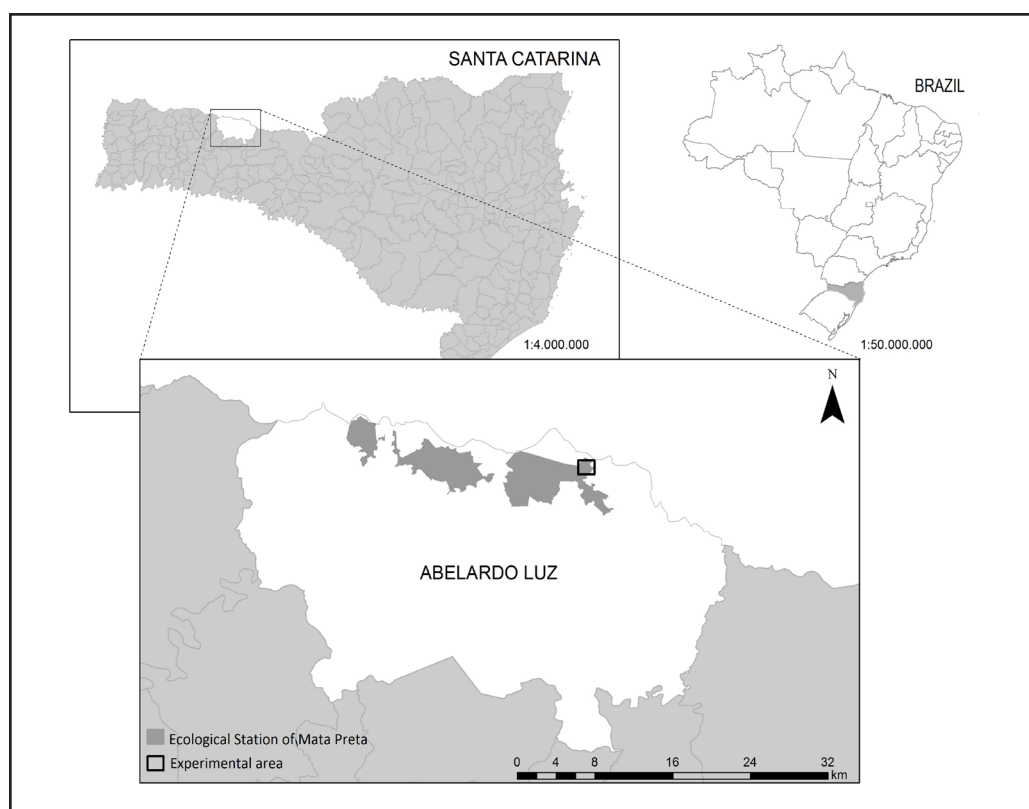 SANTA CATARINA
BRAZIL
1:4.000.000
1:50.000.000
N
ABELARDO LUZ
Ecological Station of Mata Preta
Experimental area
0 4 8 16 24 32
km